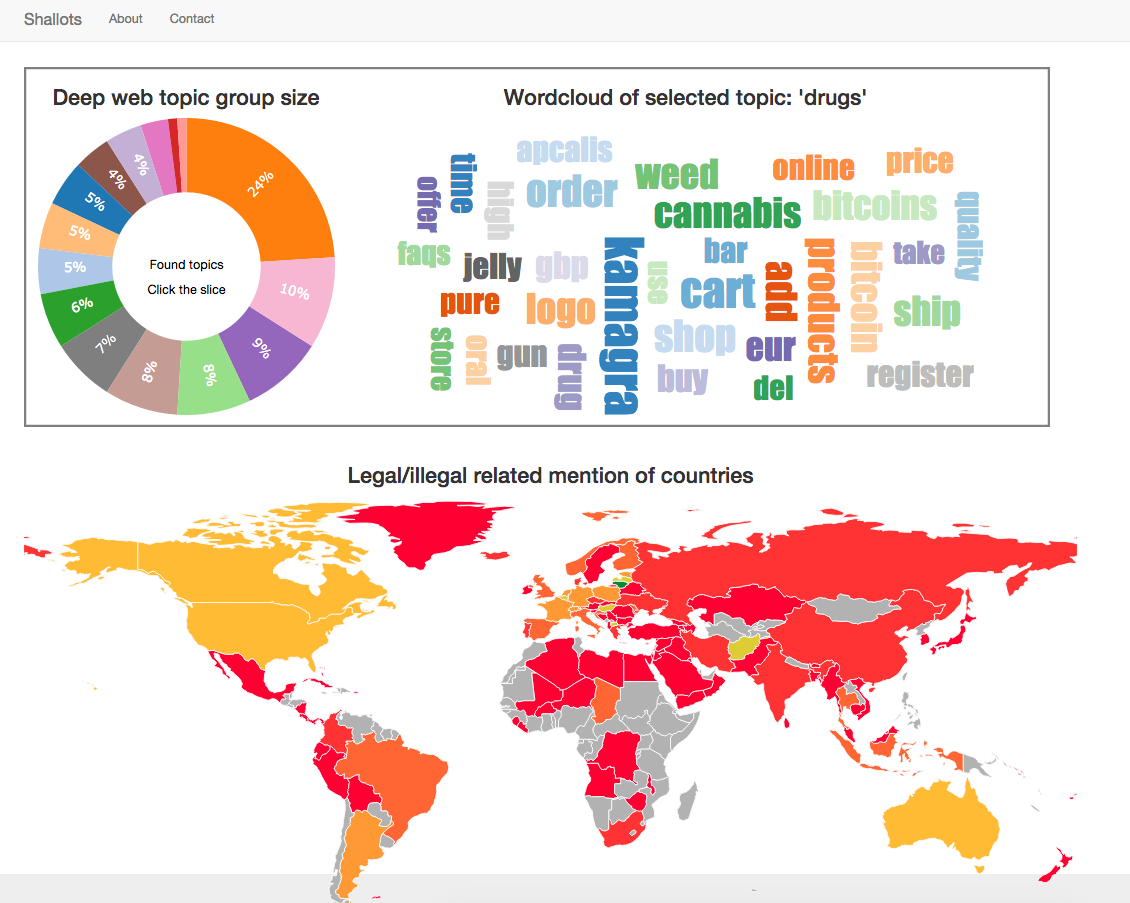 Shallots About Contact
Deep web topic group size
24%
10%
9%
8%
8%
7%
6%
5%
5%
5%
4%
4%
Found topics
Click the slice
Wordcloud of selected topic: 'drugs'
apcalis
time
offer
high
order
weed
cannabis
online
price
bitcoins
quality
faqs
jelly
gbp
kamagra
use
bar
cart
add
products
bitcoin
take
pure
logo
shop
ship
store
oral
gun
drug
buy
eur
del
register
Legal/illegal related mention of countries